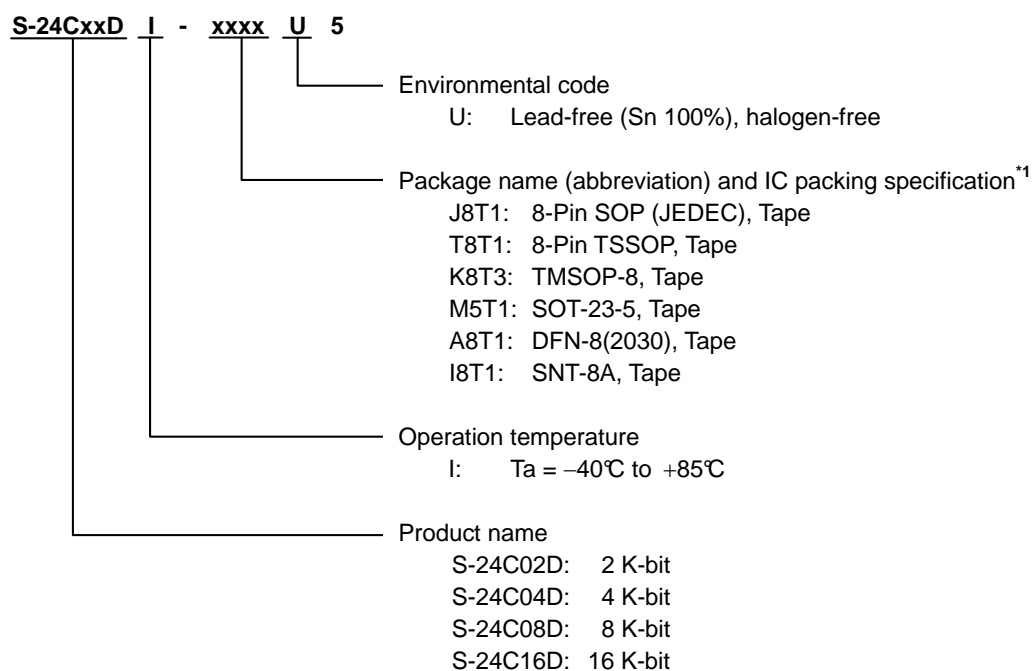 S-24CxxD I - xxxx U 5
Environmental code
U: Lead-free (Sn 100%), halogen-free
Package name (abbreviation) and IC packing specification*1
J8T1: 8-Pin SOP (JEDEC), Tape
T8T1: 8-Pin TSSOP, Tape
K8T3: TMSOP-8, Tape
M5T1: SOT-23-5, Tape
A8T1: DFN-8(2030), Tape
I8T1: SNT-8A, Tape
Operation temperature
I: Ta = −40℃ to +85℃
Product name
S-24C02D: 2 K-bit
S-24C04D: 4 K-bit
S-24C08D: 8 K-bit
S-24C16D: 16 K-bit